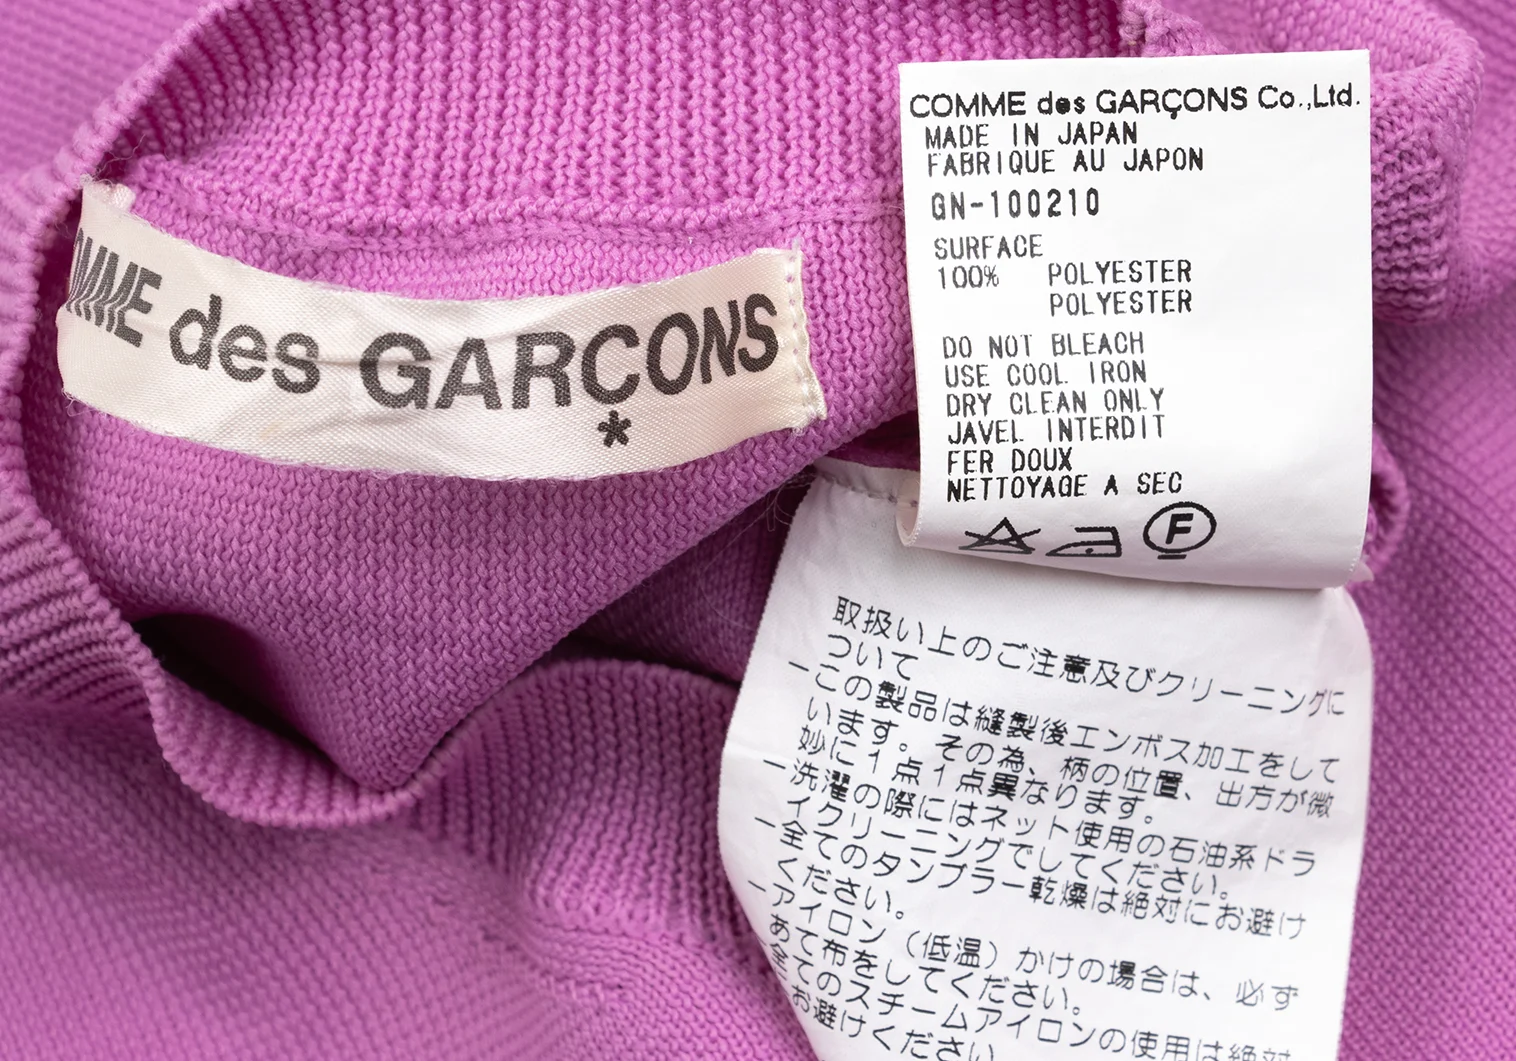 MME des GARÇONS
*
COMME des GARÇONS Co.,Ltd.
MADE IN JAPAN
FABRIQUE AU JAPON
GN-100210
SURFACE
100% POLYESTER
POLYESTER
DO NOT BLEACH
USE COOL IRON
DRY CLEAN ONLY
JAVEL INTERDIT
FER DOUX
NETTOYAGE A SEC
F
取扱い上のご注意及びクリーニングに
ついて
－この製品は縫製後エンボス加工をして
います。その為、柄の位置、出方が微
妙に1点1点異なります。
－洗濯の際にはネット使用の石油系ドラ
イクリーニングでしてください。
－全てのタンブラー乾燥は絶対にお避け
ください。
－アイロン（低温）かけの場合は、必ず
あて布をしてください。
全てのスチームアイロンの使用は絶対
お避けください